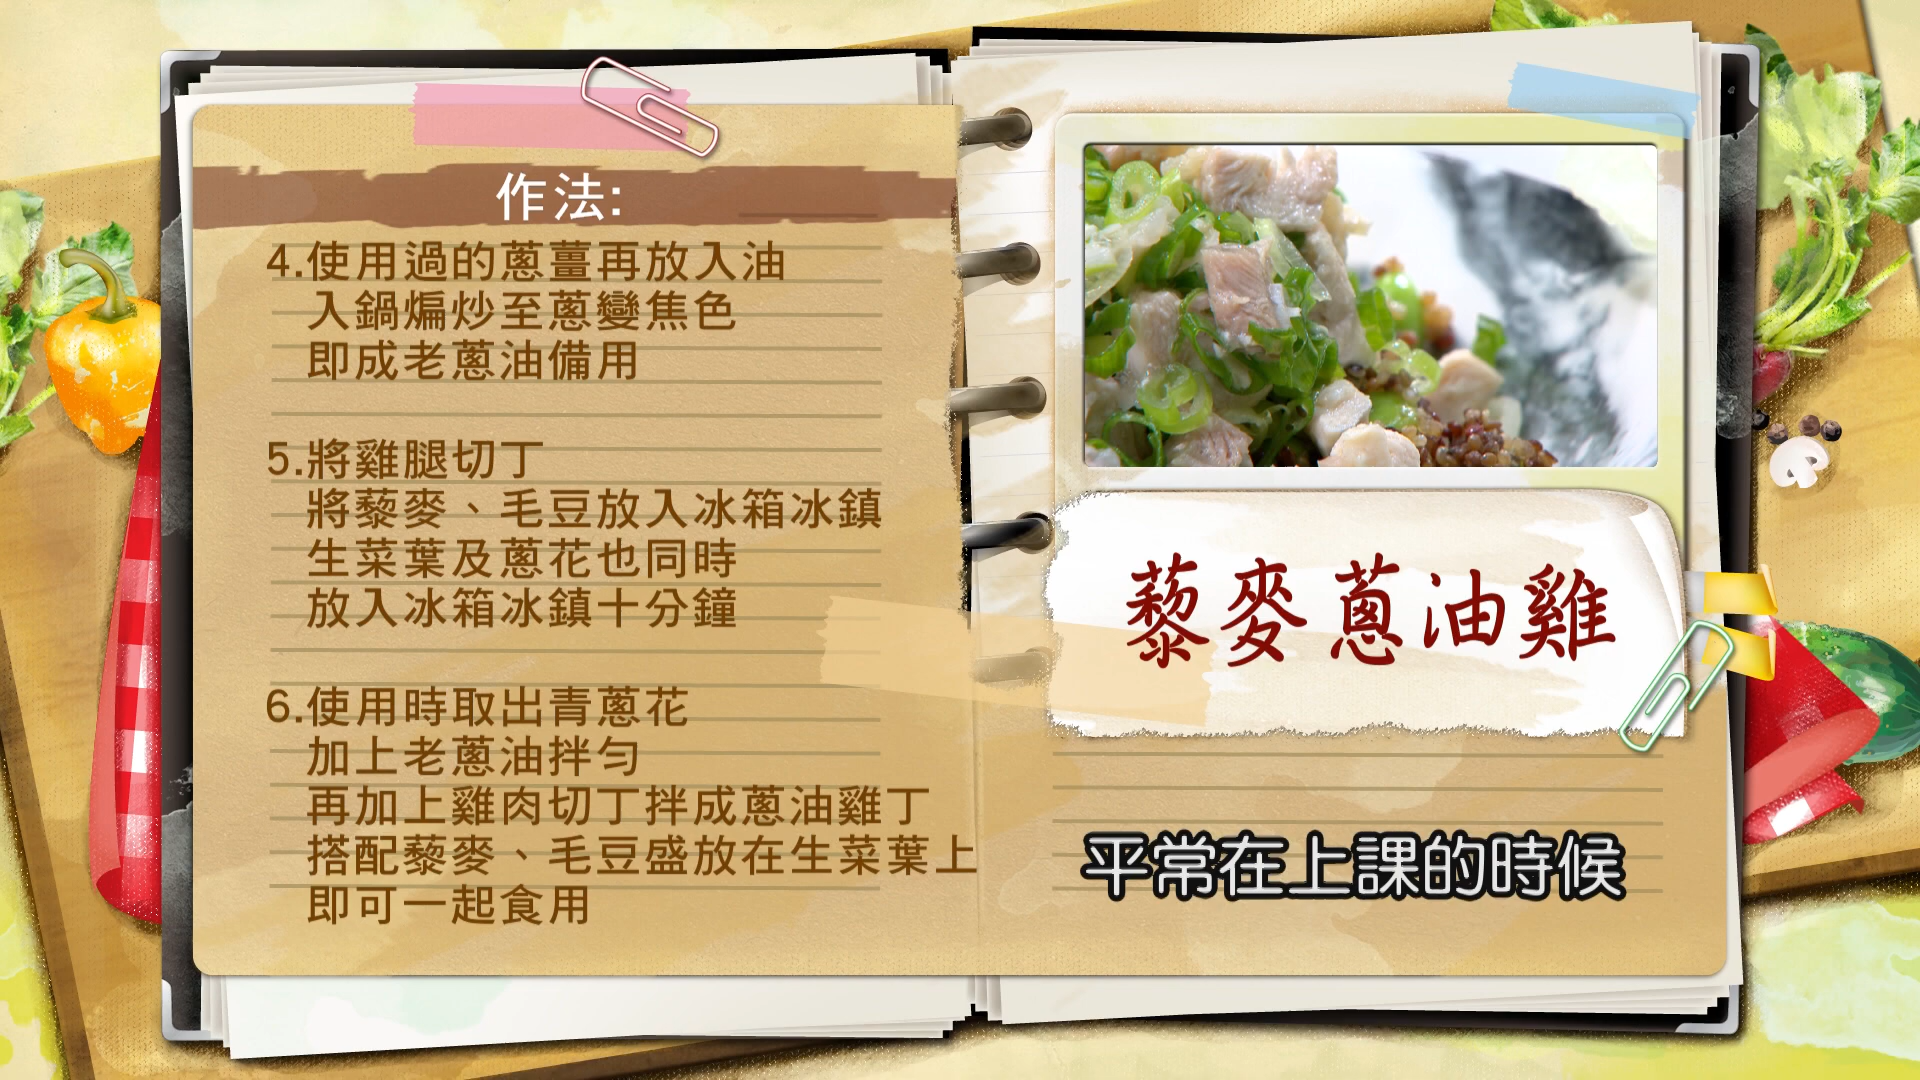 作法:
4.使用過的蔥薑再放入油
入鍋煸炒至蔥變焦色
即成老蔥油備用
5.將雞腿切丁
將藜麥、毛豆放入冰箱冰鎮
生菜葉及蔥花也同時
放入冰箱冰鎮十分鐘
6.使用時取出青蔥花
加上老蔥油拌勻
再加上雞肉切丁拌成蔥油雞丁
搭配藜麥、毛豆盛放在生菜葉上
即可一起食用
藜麥蔥油雞
平常在上課的時候